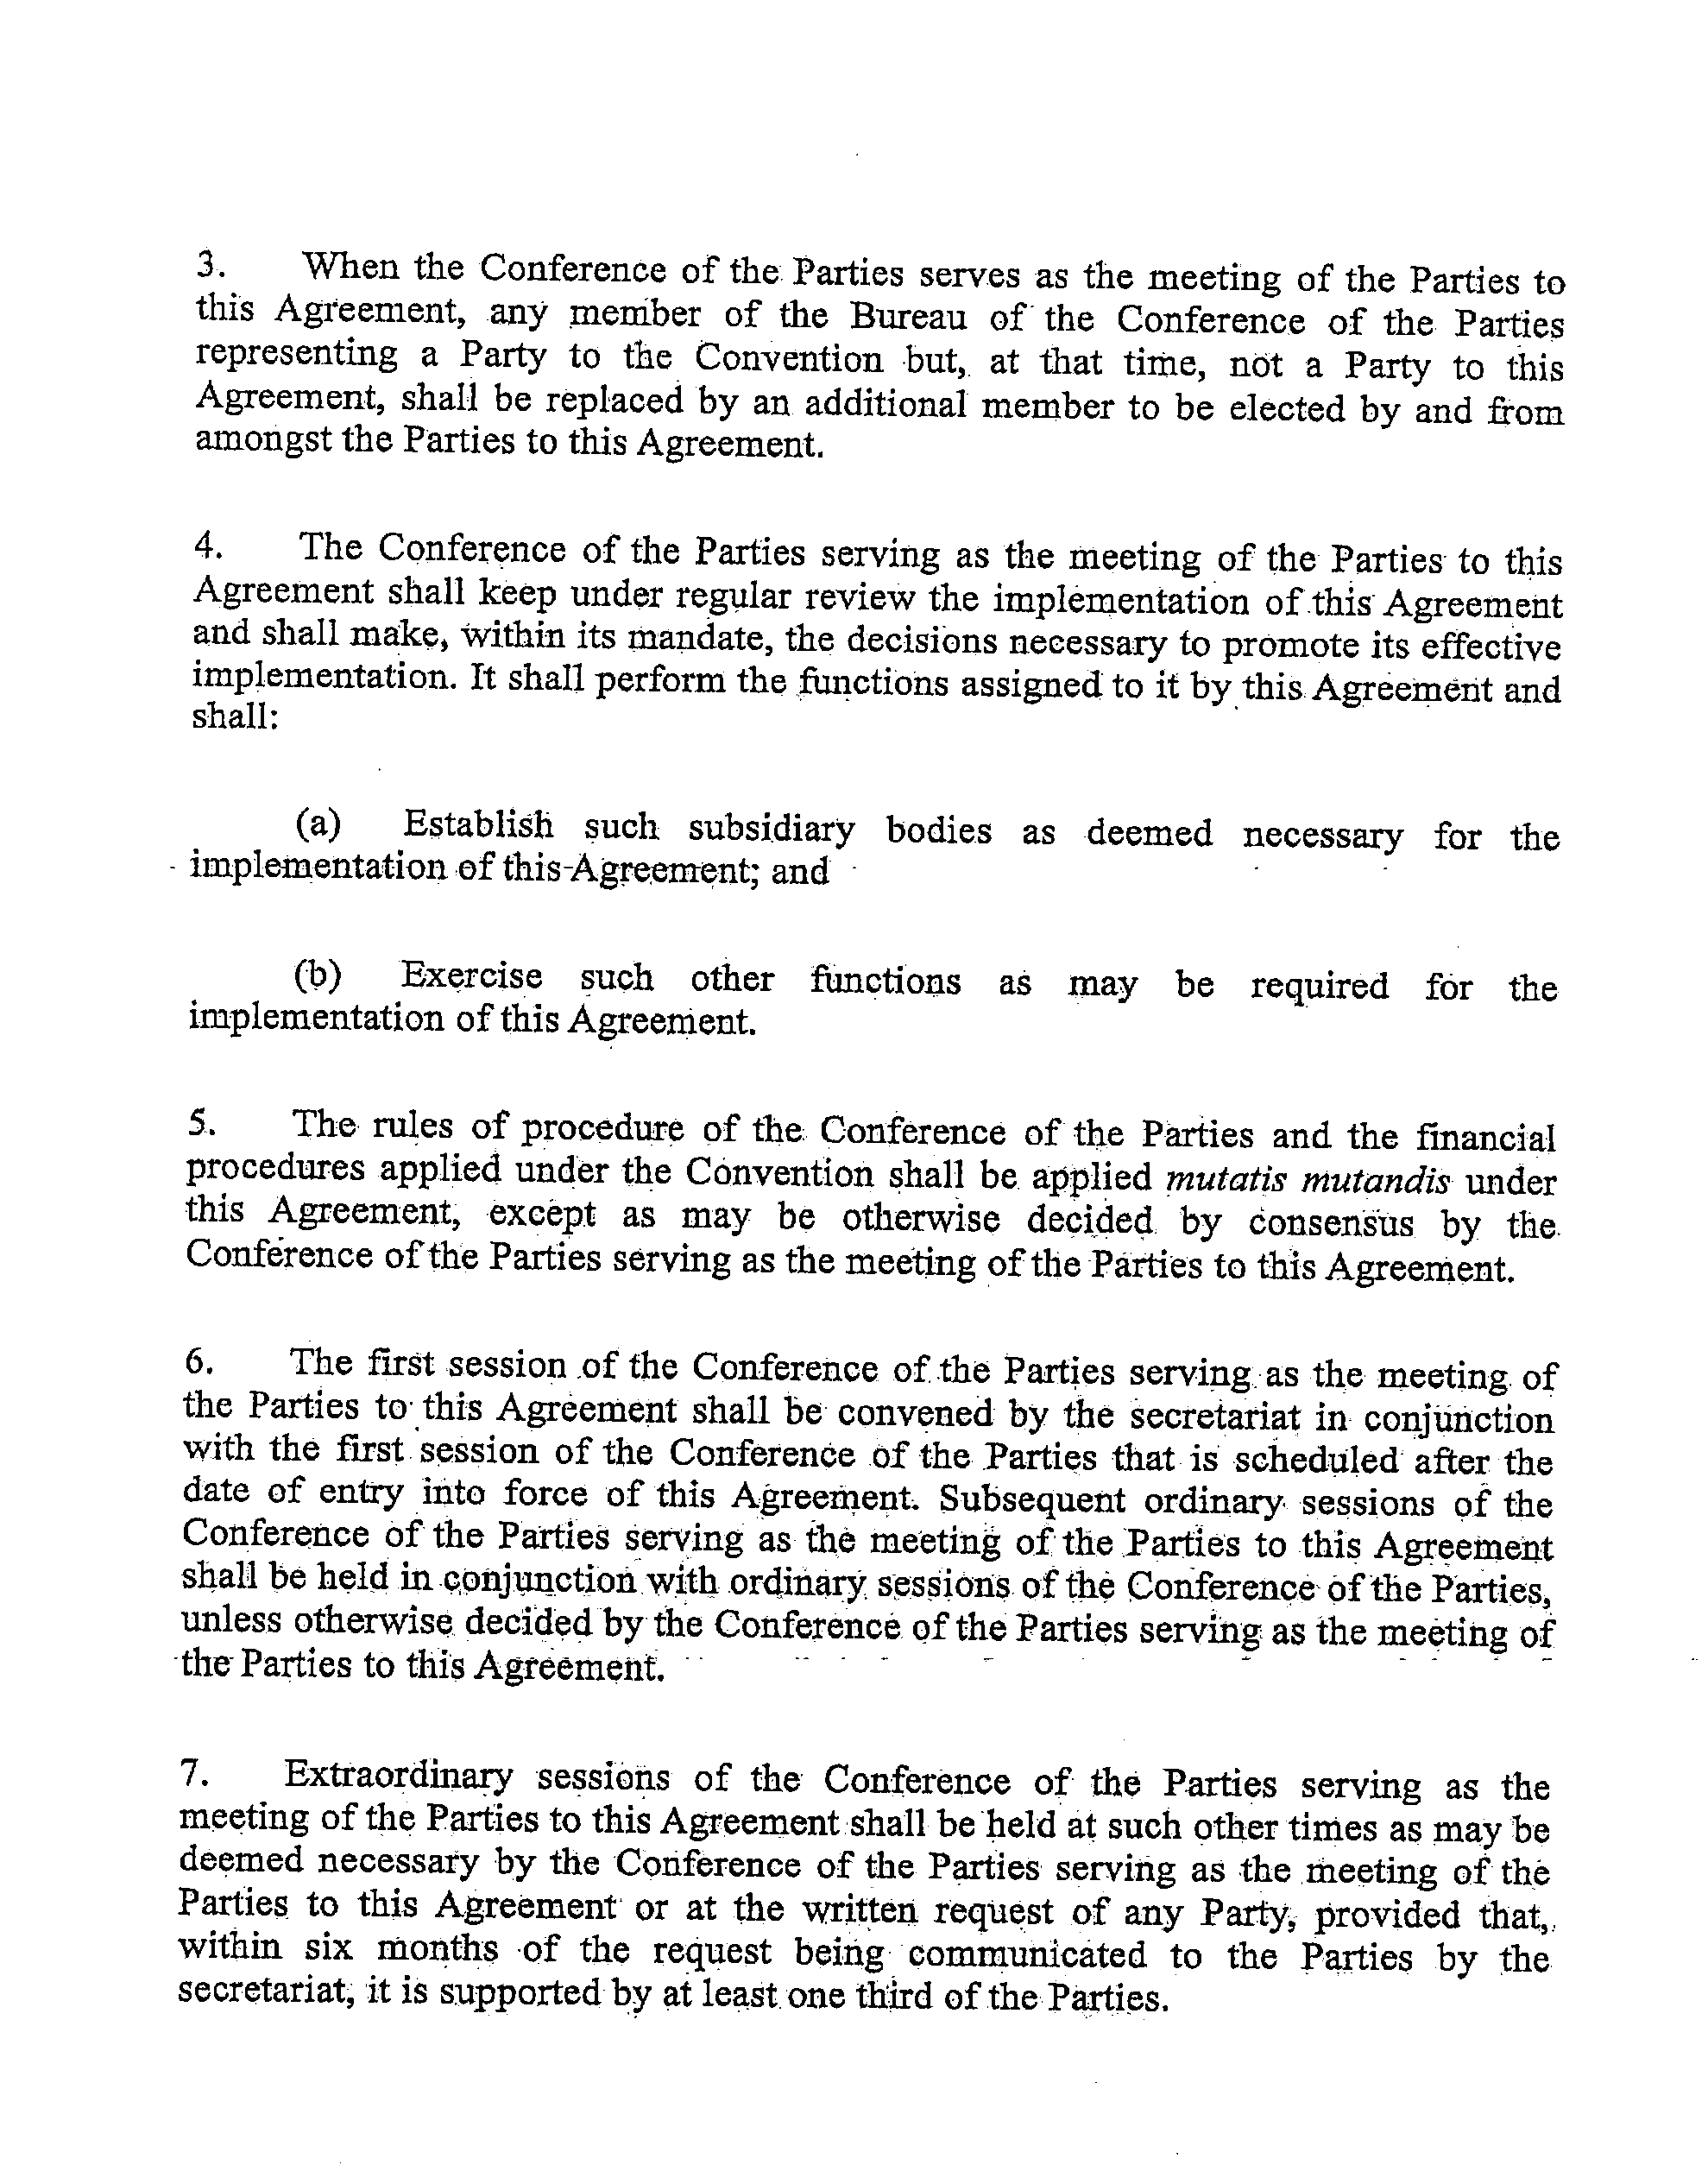 3. When the Conference of the Parties serves as the meeting of the Parties to
this Agreement, any member of the Bureau of the Conference of the Parties
representing a Party to the Convention but, at that time, not a Party to this
Agreement, shall be replaced by an additional member to be elected by and from
amongst the Parties to this Agreement.
4. The Conference of the Parties serving as the meeting of the Parties to this
Agreement shall keep under regular review the implementation of this Agreement
and shall make, within its mandate, the decisions necessary to promote its effective
implementation. It shall perform the functions assigned to it by this Agreement and
shall:
(a) Establish such subsidiary bodies as deemed necessary for the
implementation of this Agreement; and
(b) Exercise such other functions as may be required for the
implementation of this Agreement.
5. The rules of procedure of the Conference of the Parties and the financial
procedures applied under the Convention shall be applied mutatis mutandis under
this Agreement, except as may be otherwise decided by consensus by the
Conference of the Parties serving as the meeting of the Parties to this Agreement.
6. The first session of the Conference of the Parties serving as the meeting of
the Parties to this Agreement shall be convened by the secretariat in conjunction
with the first session of the Conference of the Parties that is scheduled after the
date of entry into force of this Agreement. Subsequent ordinary sessions of the
Conference of the Parties serving as the meeting of the Parties to this Agreement
shall be held in conjunction with ordinary sessions of the Conference of the Parties,
unless otherwise decided by the Conference of the Parties serving as the meeting of
the Parties to this Agreement.
7. Extraordinary sessions of the Conference of the Parties serving as the
meeting of the Parties to this Agreement shall be held at such other times as may be
deemed necessary by the Conference of the Parties serving as the meeting of the
Parties to this Agreement or at the written request of any Party, provided that,
within six months of the request being communicated to the Parties by the
secretariat, it is supported by at least one third of the Parties.